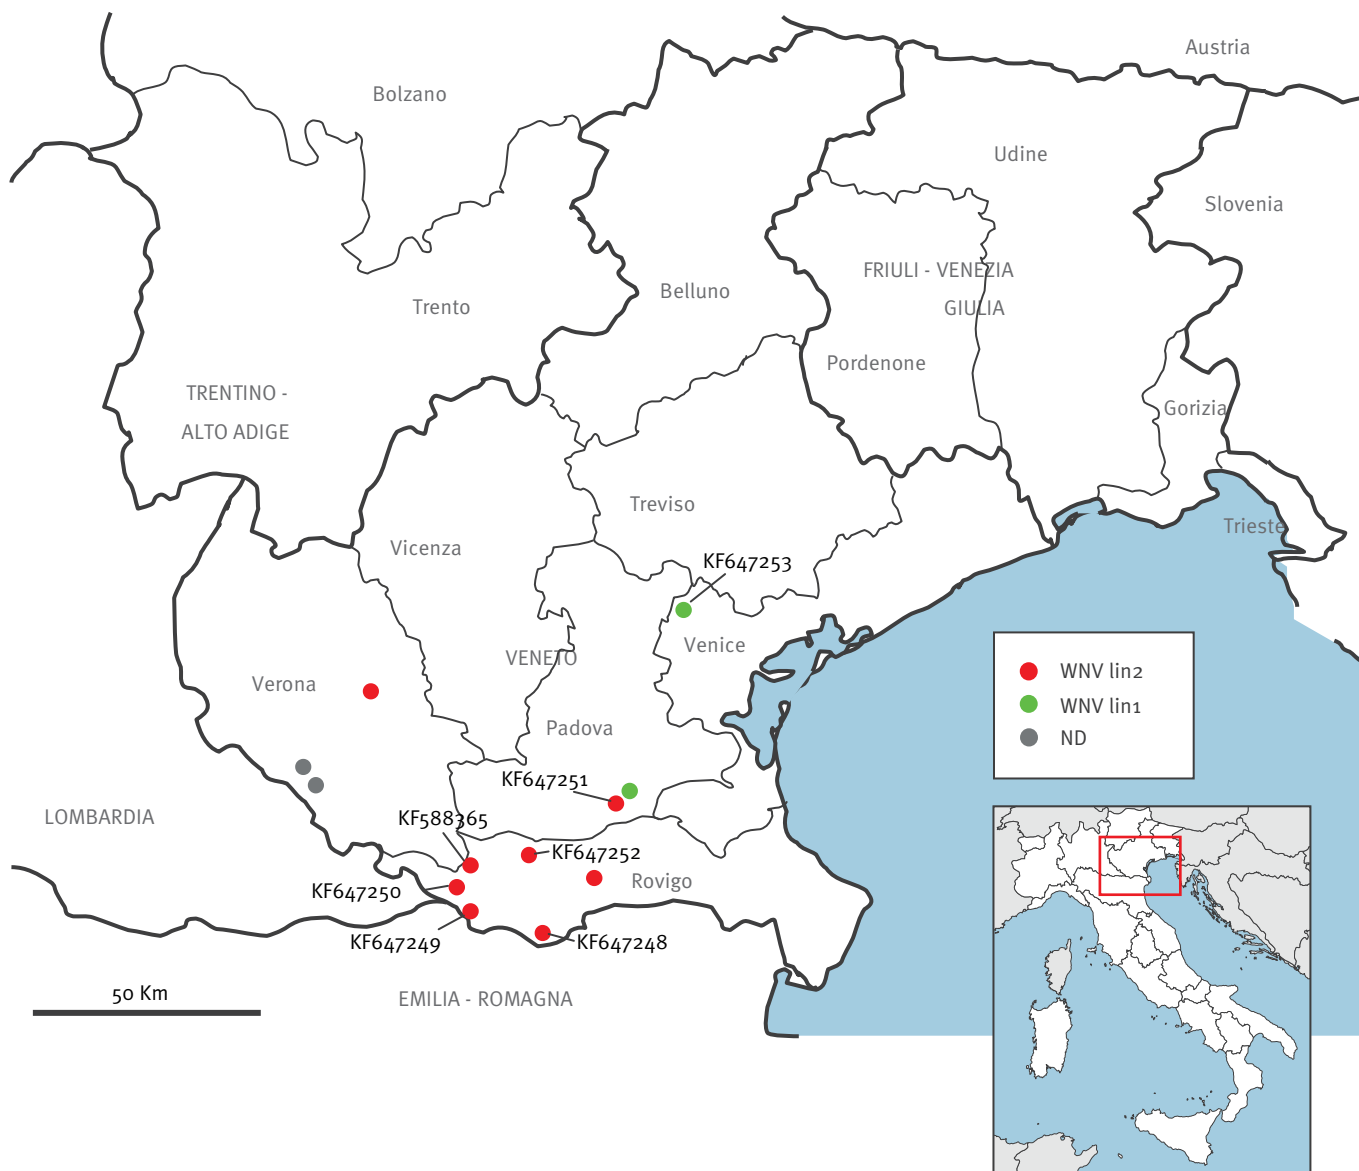 Austria
Bolzano
Udine
Slovenia
FRIULI - VENEZIA
GIULIA
Belluno
Trento
Pordenone
TRENTINO -
ALTO ADIGE
Gorizia
Treviso
Trieste
Vicenza
KF647253
Venice
VENETO
Verona
Padova
WNV lin2
WNV lin1
ND
KF647251
LOMBARDIA
KF588365
KF647252
KF647250
Rovigo
KF647249
KF647248
50 Km
EMILIA - ROMAGNA